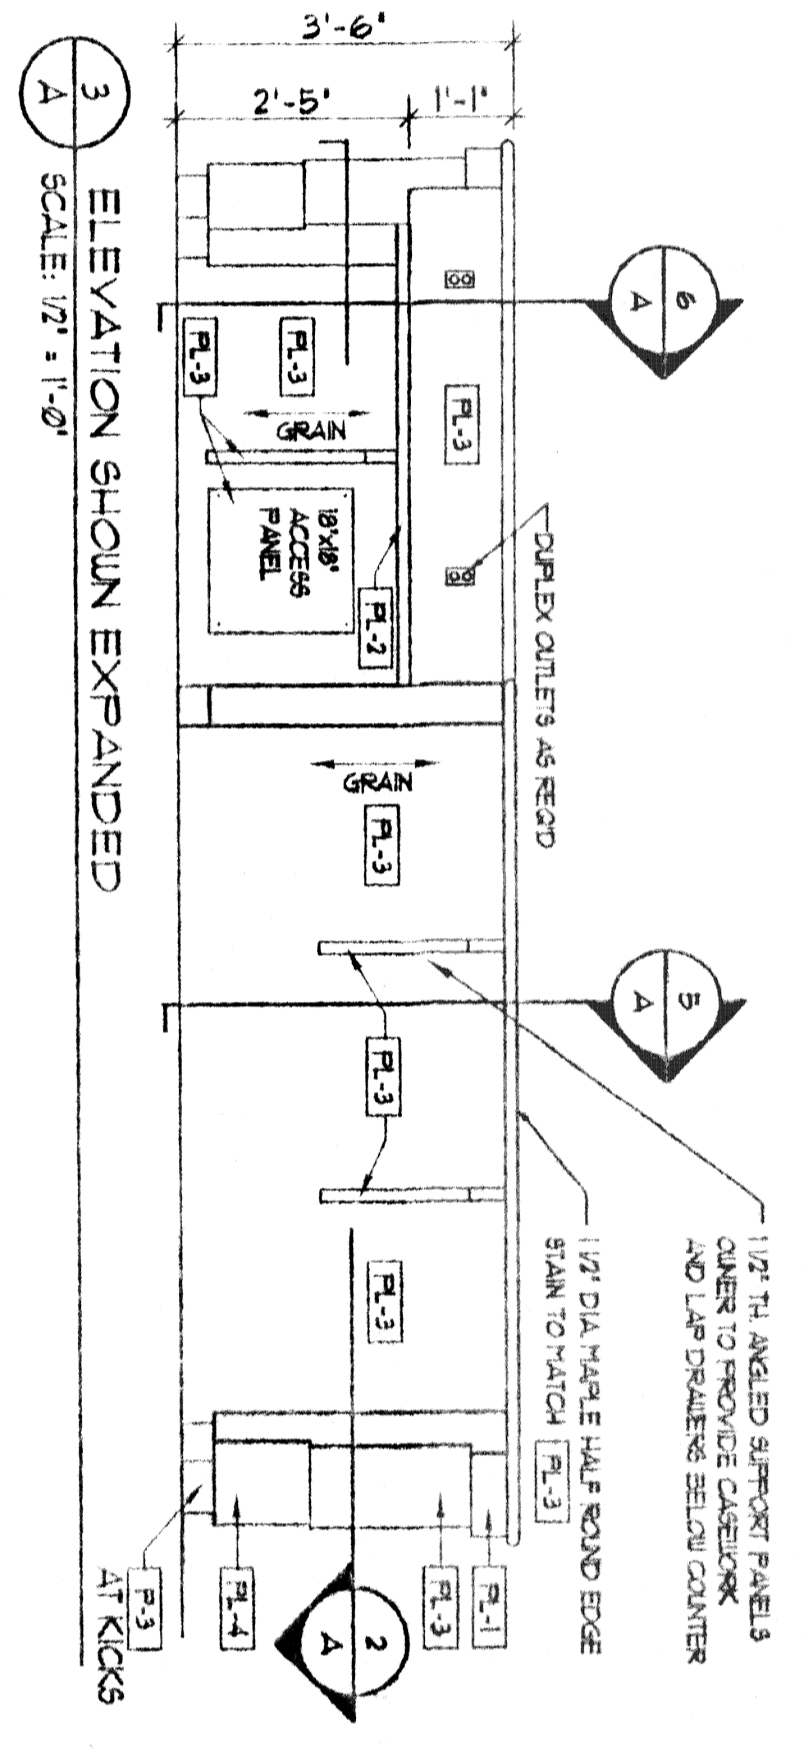 1 1/2" TH. ANGLED SUPPORT PANELS
OWNER TO PROVIDE CASEWORK
AND LAP DRAWERS BELOW COUNTER
1 1/2" DIA. MAPLE HALF ROUND EDGE
STAIN TO MATCH PL-3
DUPLEX OUTLETS AS REQ'D
6
A
5
A
3'-6"
1'-1"
2'-5"
PL-3
PL-3
PL-3
GRAIN
18"x18"
ACCESS
PANEL
PL-2
GRAIN
PL-3
PL-3
PL-3
PL-1
PL-3
2
A
PL-4
P-3
AT KICKS
3
A
ELEVATION SHOWN EXPANDED
SCALE: 1/2" = 1'-0"